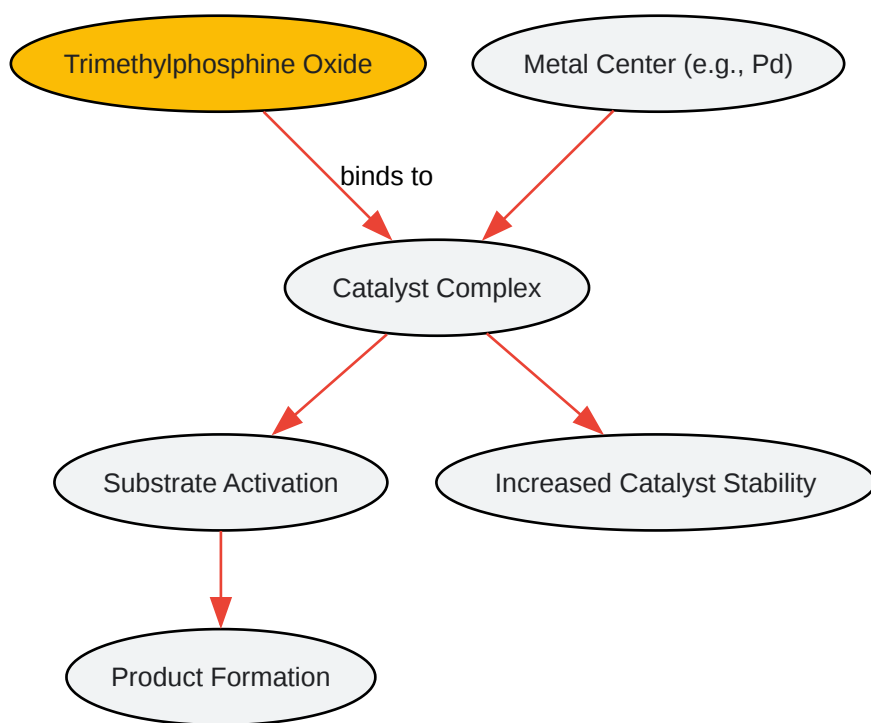 Trimethylphosphine Oxide
Metal Center (e.g., Pd)
binds to
Catalyst Complex
Substrate Activation
Increased Catalyst Stability
Product Formation